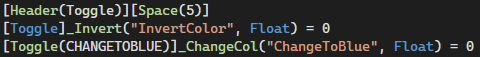 [Header(Toggle)][Space(5)]
[Toggle]_Invert("InvertColor", Float) = 0
[Toggle(CHANGETOBLUE)]_ChangeCol("ChangeToBlue", Float) = 0